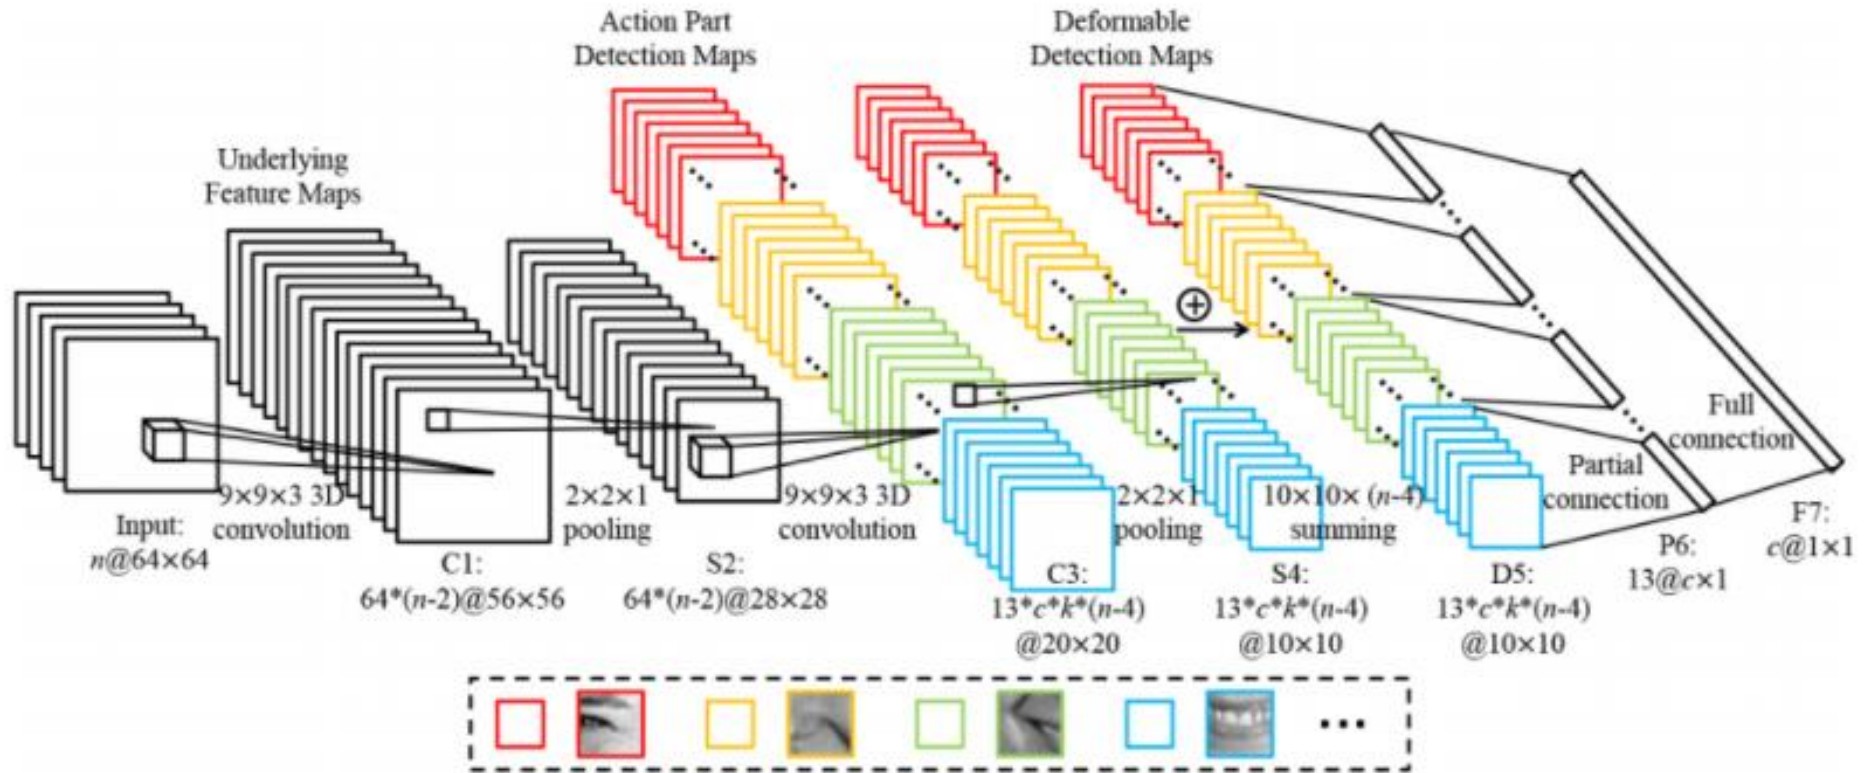 Action Part
Detection Maps
Deformable
Detection Maps
Underlying
Feature Maps
Input:
n@64×64
9×9×3 3D
convolution
C1:
64*(n-2)@56×56
2×2×1
pooling
S2:
64*(n-2)@28×28
9×9×3 3D
convolution
C3:
13*c*k*(n-4)
@20×20
2×2×1
pooling
S4:
13*c*k*(n-4)
@10×10
10×10×(n-4)
summing
D5:
13*c*k*(n-4)
@10×10
Partial
connection
P6:
13@c×1
Full
connection
F7:
c@1×1